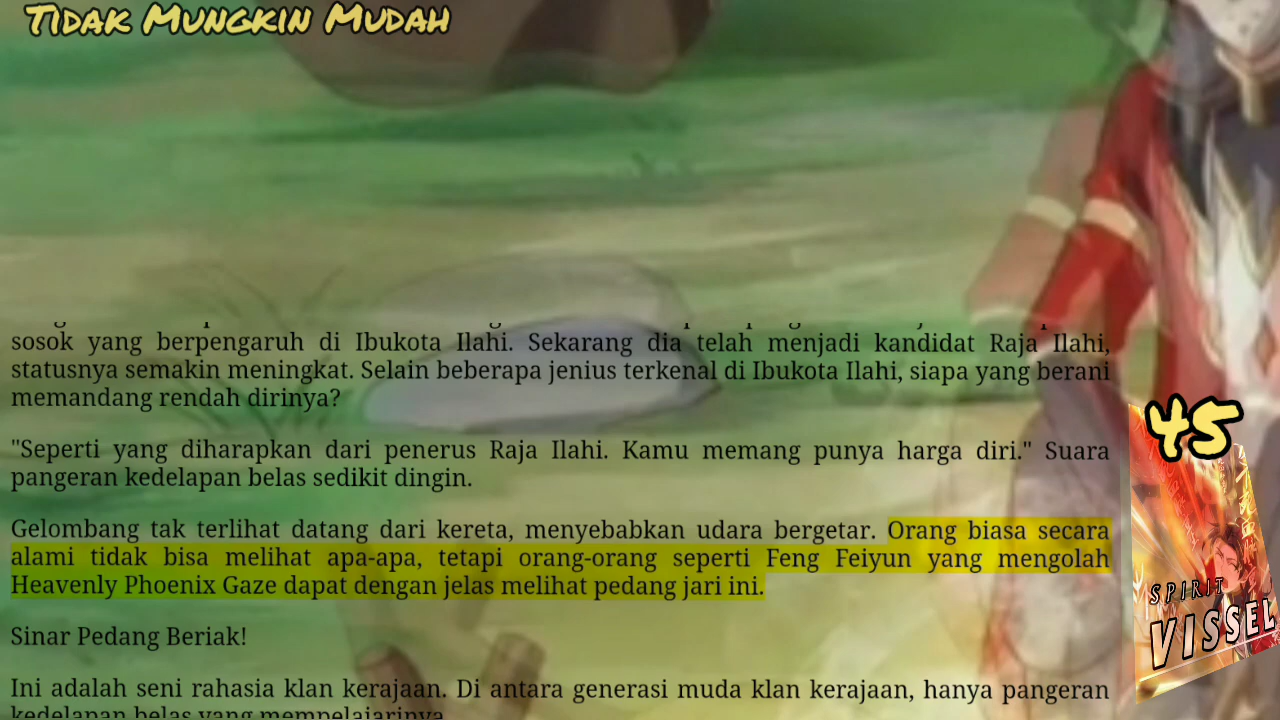 Tidak Mungkin Mudah
sosok yang berpengaruh di Ibukota Ilahi. Sekarang dia telah menjadi kandidat Raja Ilahi,
statusnya semakin meningkat. Selain beberapa jenius terkenal di Ibukota Ilahi, siapa yang berani
memandang rendah dirinya?
"Seperti yang diharapkan dari penerus Raja Ilahi. Kamu memang punya harga diri." Suara
pangeran kedelapan belas sedikit dingin.
Gelombang tak terlihat datang dari kereta, menyebabkan udara bergetar. Orang biasa secara
alami tidak bisa melihat apa-apa, tetapi orang-orang seperti Feng Feiyun yang mengolah
Heavenly Phoenix Gaze dapat dengan jelas melihat pedang jari ini.
Sinar Pedang Beriak!
Ini adalah seni rahasia klan kerajaan. Di antara generasi muda klan kerajaan, hanya pangeran
kedelapan belas yang mempelajarinya
45
SPIRIT
VISSEL